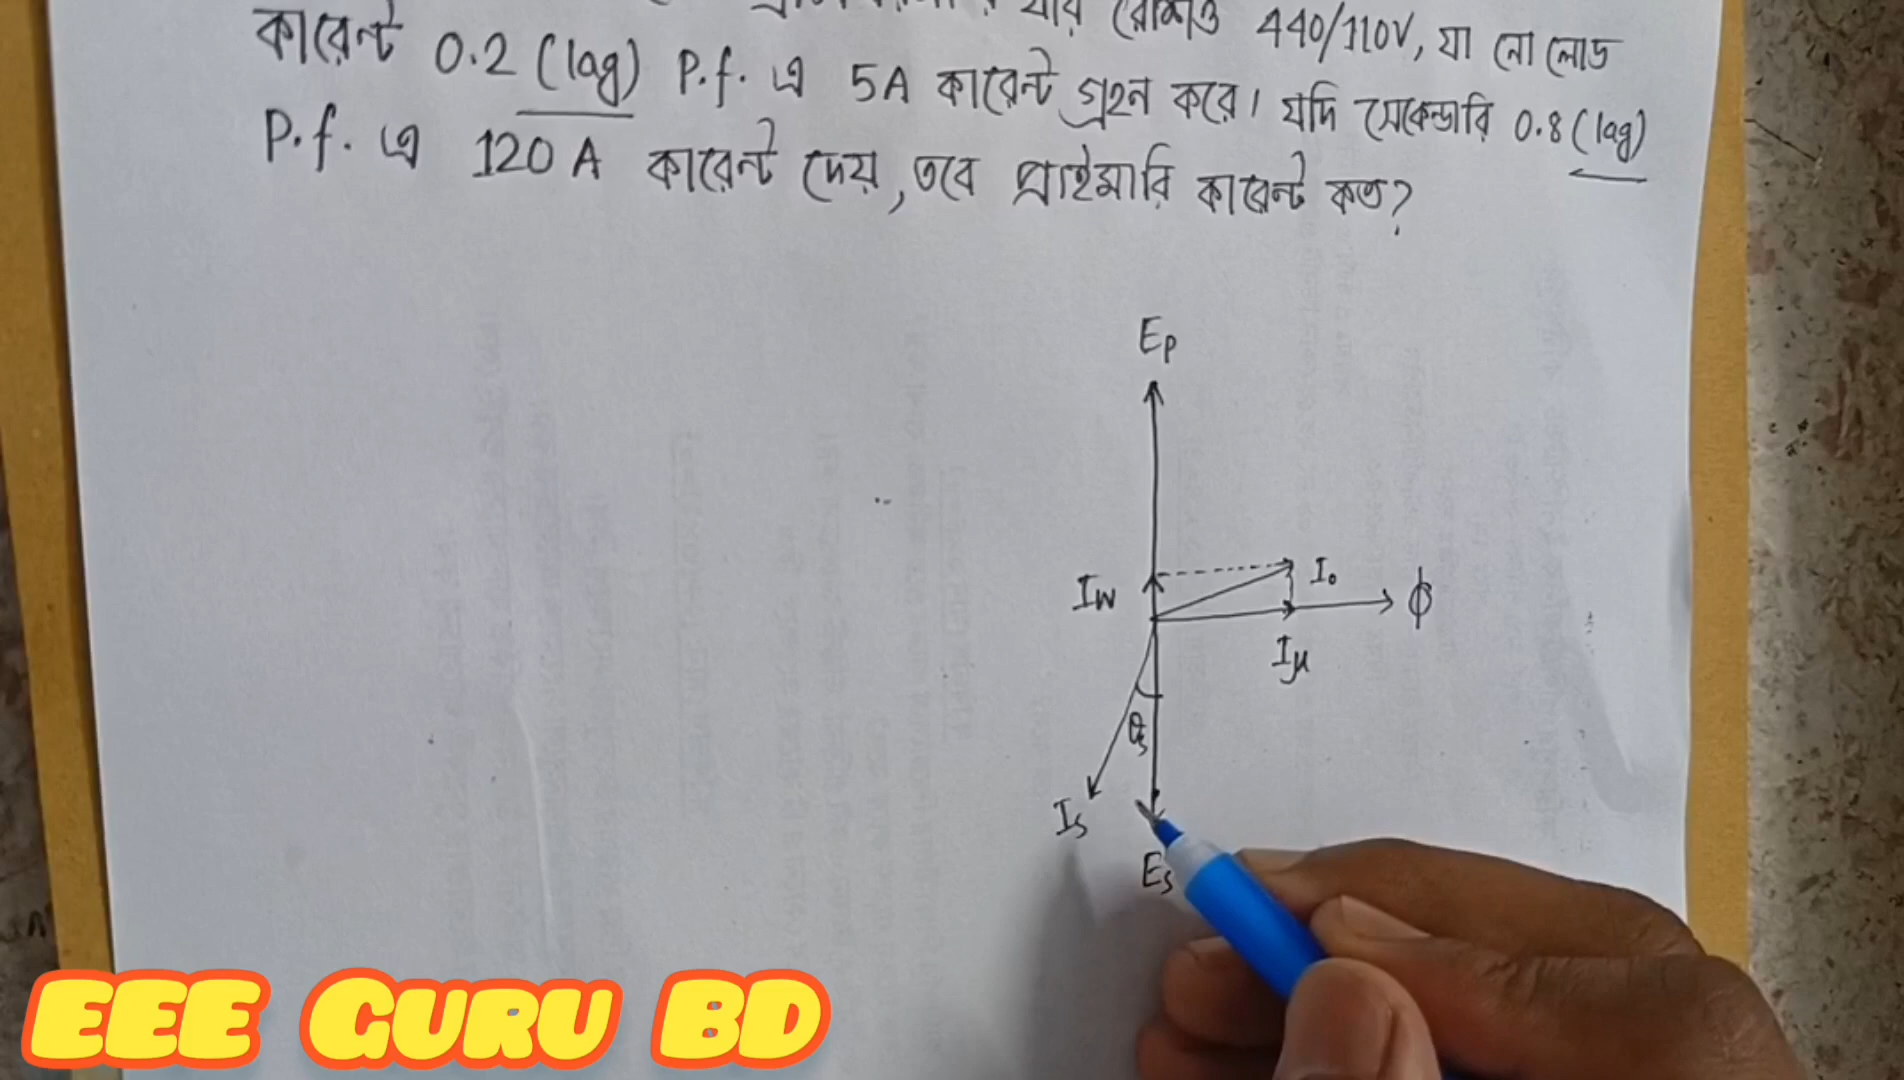 যার রেশিও 440/110V, যা নো লোড
কারেন্ট 0.2 (lag) P.f. এ 5A কারেন্ট গ্রহন করে। যদি সেকেন্ডারি 0.8 (lag)
P.f. এ 120 A কারেন্ট দেয়, তবে প্রাইমারি কারেন্ট কত?
EP
Iw
I₀
ϕ
Iμ
θs
Is
Es
EEE GURU BD